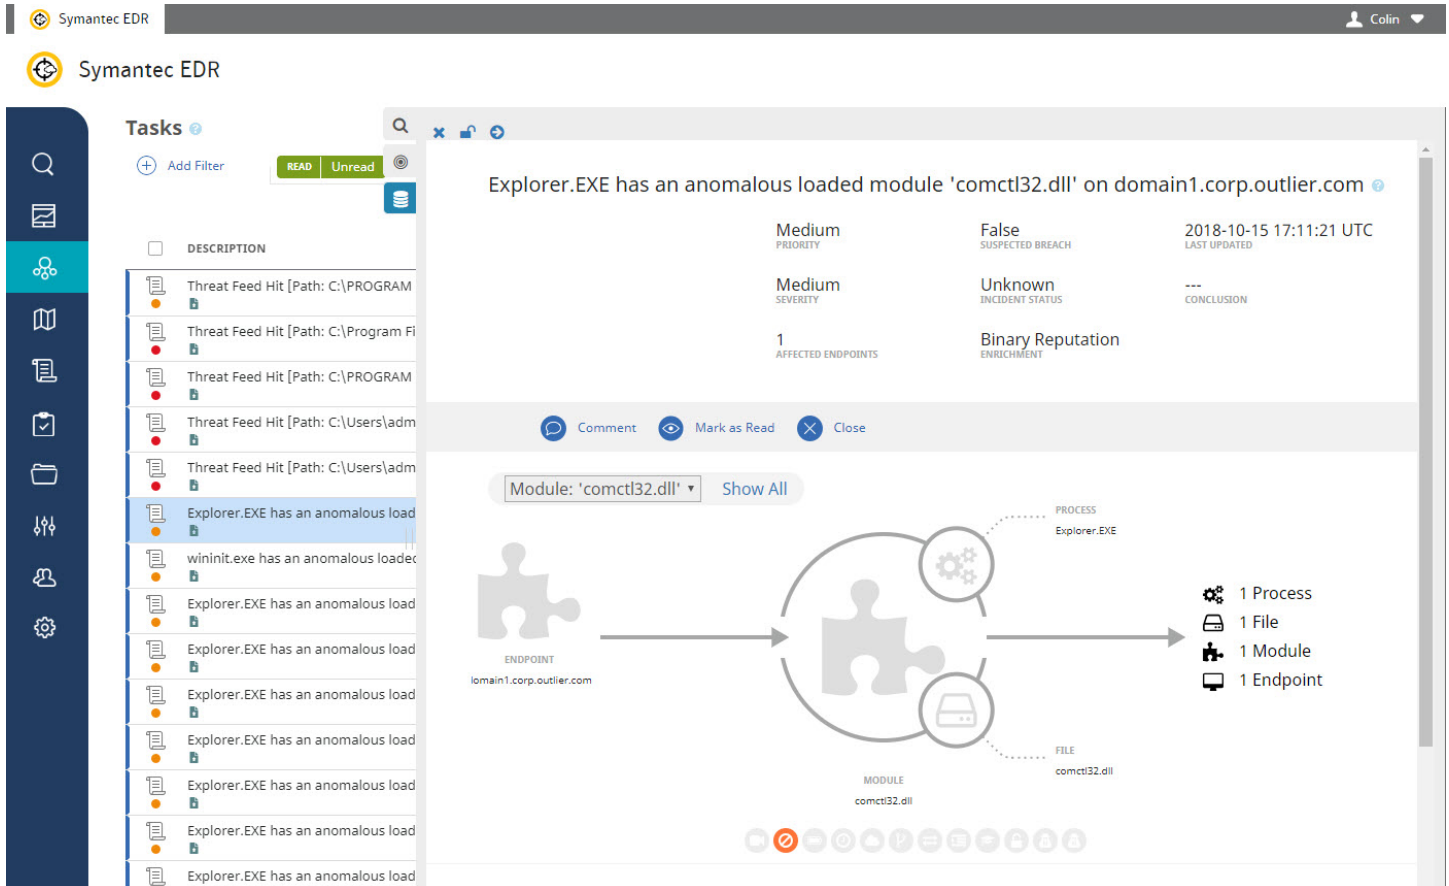 Symantec EDR
Colin
Symantec EDR
Tasks
Add Filter
READ Unread
DESCRIPTION
Threat Feed Hit [Path: C:\PROGRAM
Threat Feed Hit [Path: C:\Program Fi
Threat Feed Hit [Path: C:\PROGRAM
Threat Feed Hit [Path: C:\Users\adm
Threat Feed Hit [Path: C:\Users\adm
Explorer.EXE has an anomalous load
wininit.exe has an anomalous loaded
Explorer.EXE has an anomalous load
Explorer.EXE has an anomalous load
Explorer.EXE has an anomalous load
Explorer.EXE has an anomalous load
Explorer.EXE has an anomalous load
Explorer.EXE has an anomalous load
Explorer.EXE has an anomalous load
Explorer.EXE has an anomalous loaded module 'comctl32.dll' on domain1.corp.outlier.com
Medium
PRIORITY
False
SUSPECTED BREACH
2018-10-15 17:11:21 UTC
LAST UPDATED
Medium
SEVERITY
Unknown
INCIDENT STATUS
---
CONCLUSION
1
AFFECTED ENDPOINTS
Binary Reputation
ENRICHMENT
Comment
Mark as Read
Close
Module: 'comctl32.dll'
Show All
PROCESS
Explorer.EXE
ENDPOINT
lomain1.corp.outlier.com
FILE
comctl32.dll
MODULE
comctl32.dll
1 Process
1 File
1 Module
1 Endpoint